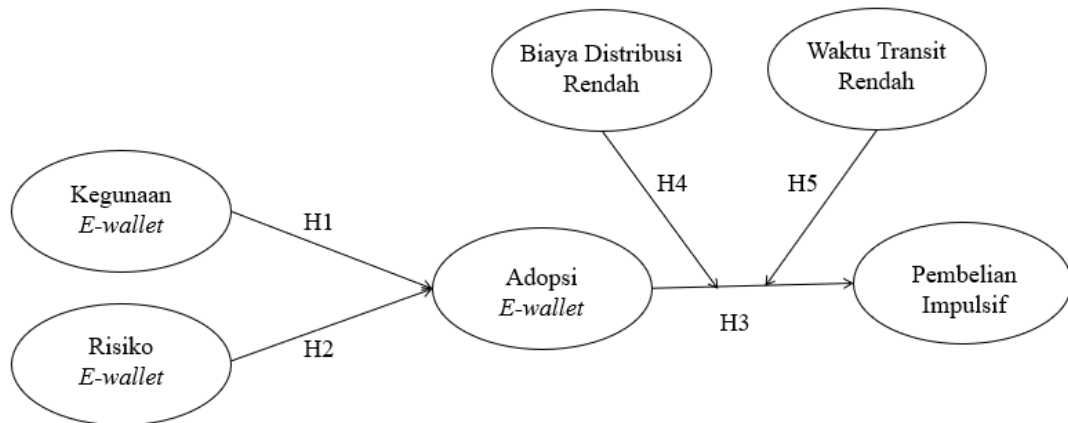 Biaya Distribusi
Rendah
Waktu Transit
Rendah
H4
H5
Kegunaan
E-wallet
H1
Adopsi
E-wallet
Pembelian
Impulsif
H3
H2
Risiko
E-wallet